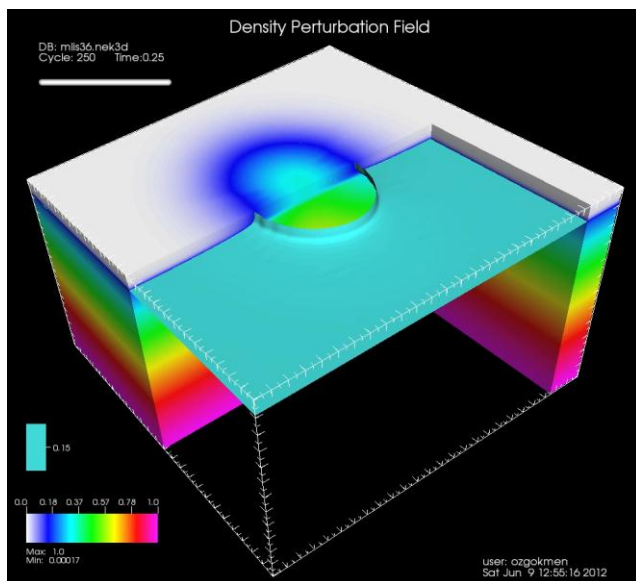 Density Perturbation Field
DB: mlis36.nek3d
Cycle: 250 Time:0.25
0.15
0.0 0.18 0.37 0.57 0.78 1.0
Max: 1.0
Min: 0.00017
user: ozgokmen
Sat Jun 9 12:55:16 2012